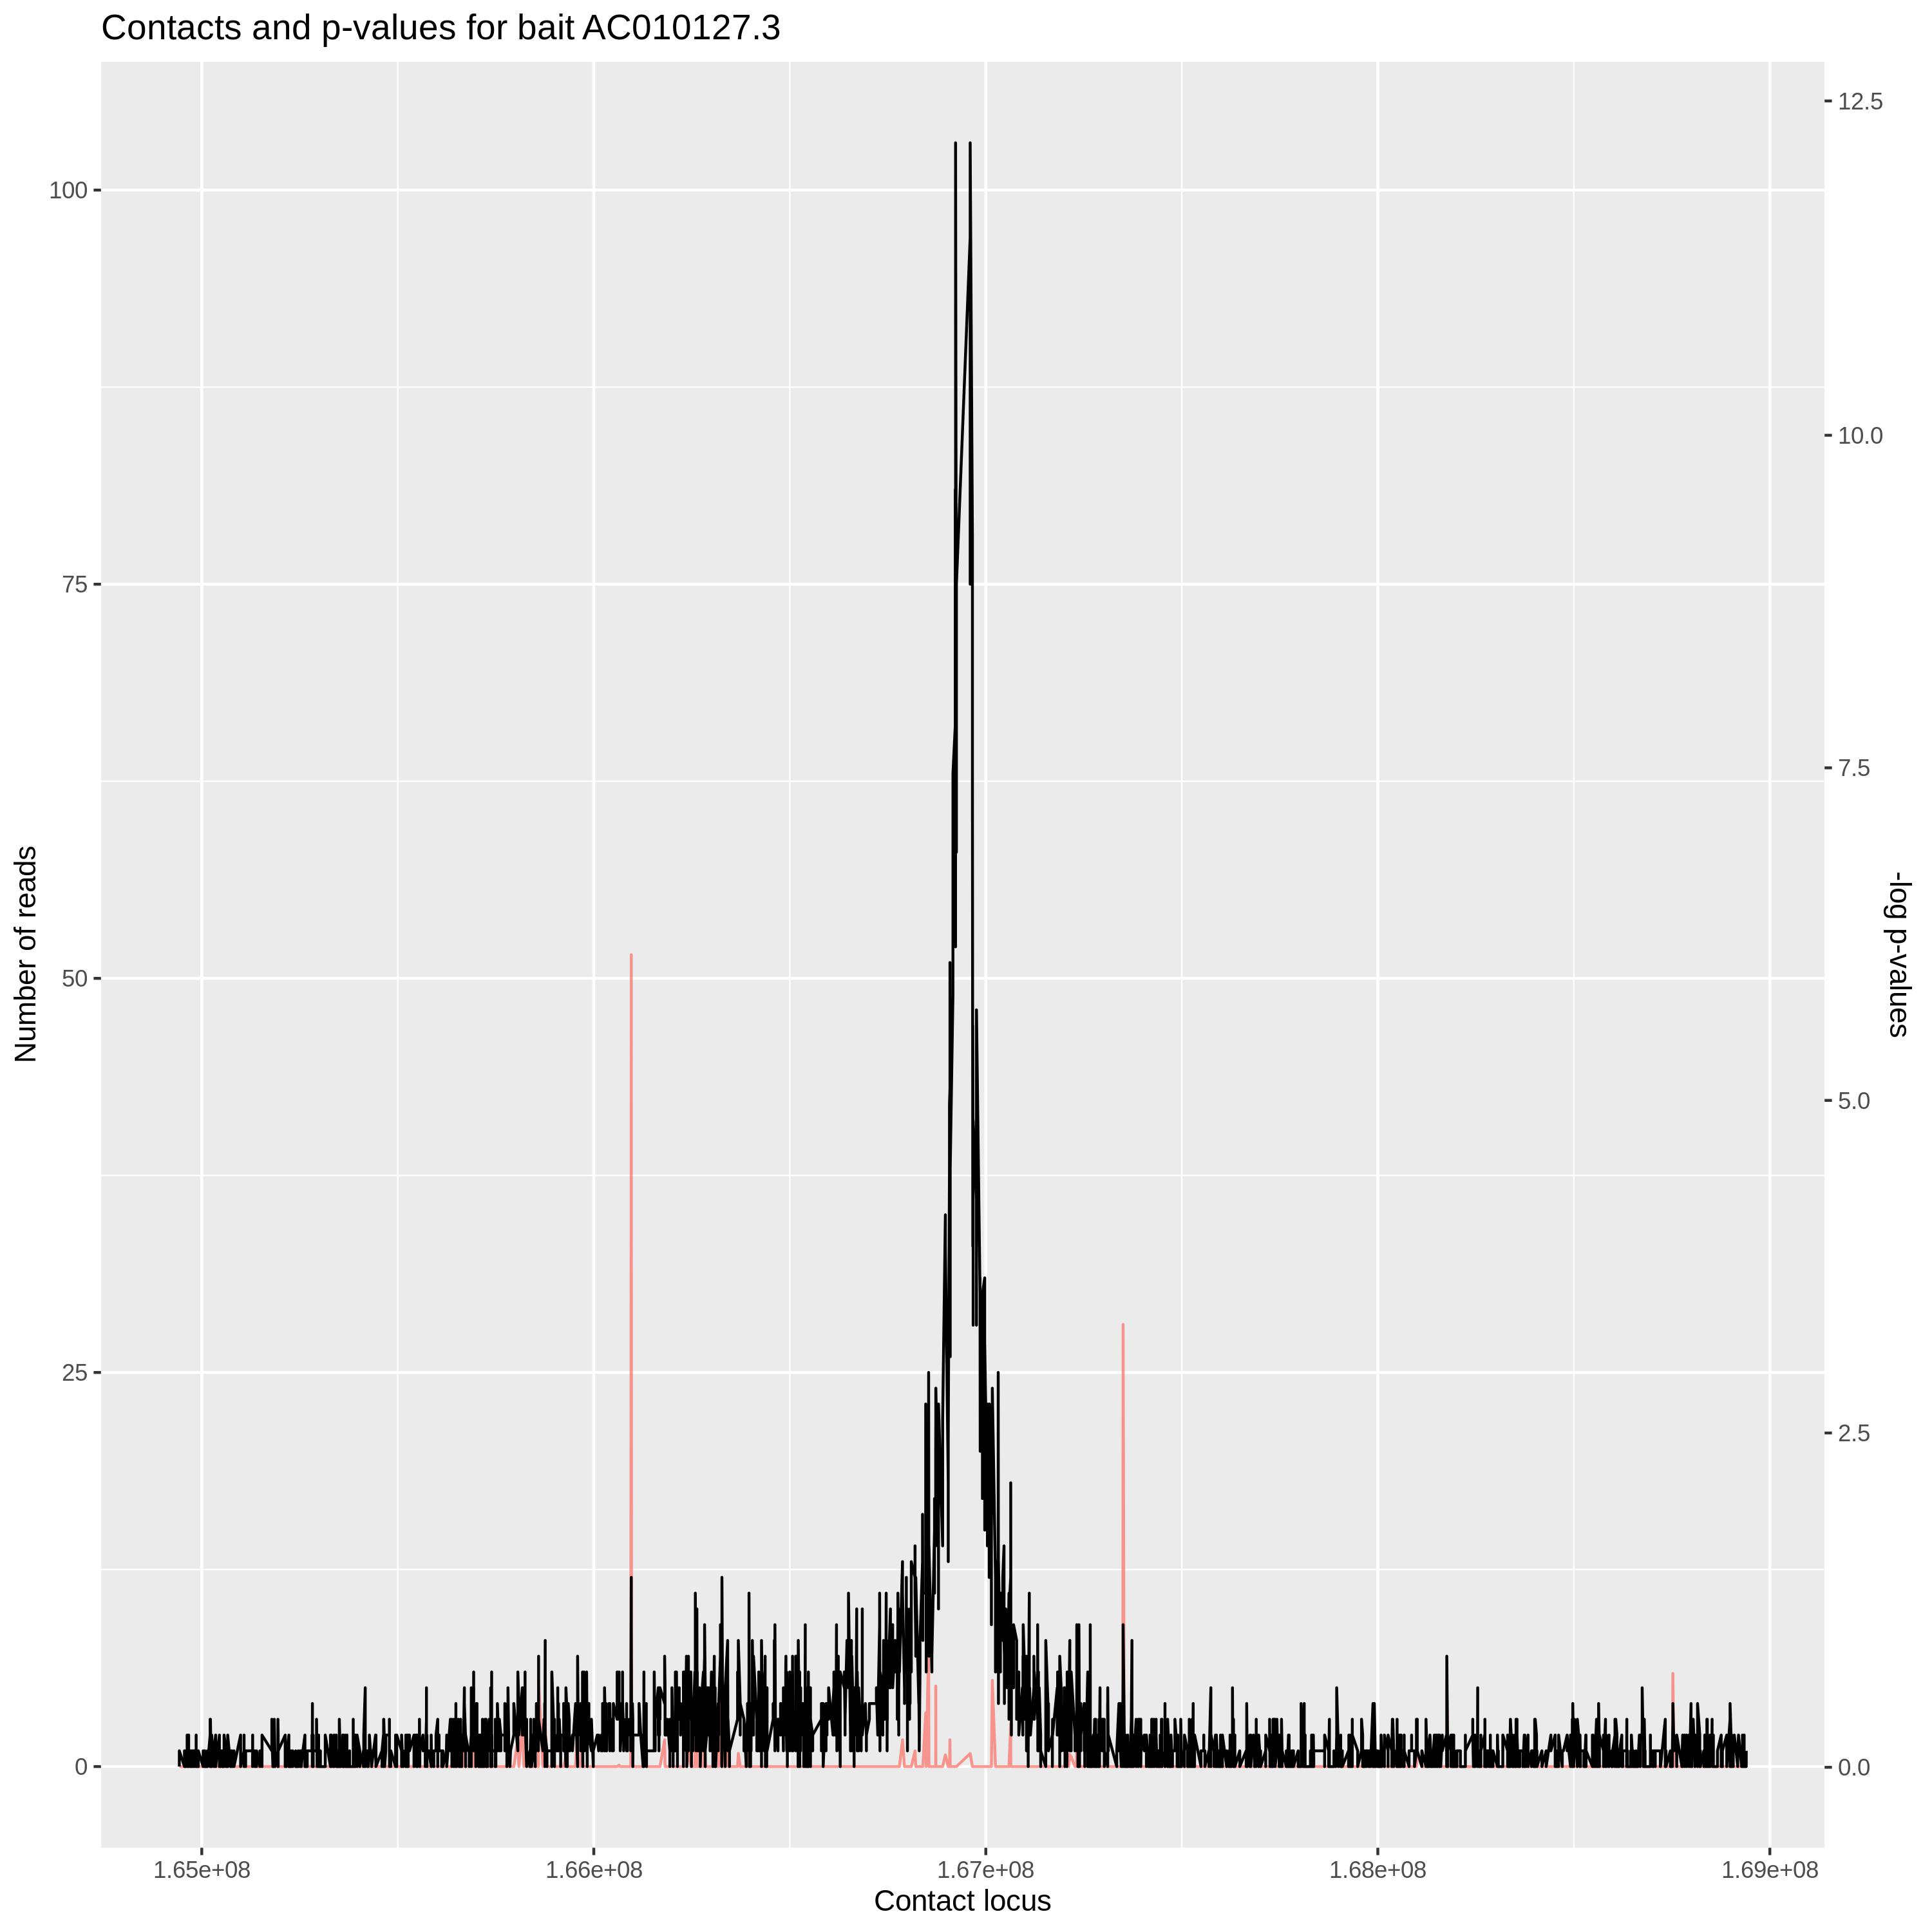 Contacts and p-values for bait AC010127.3
100
75
50
25
0
Number of reads
12.5
10.0
7.5
5.0
2.5
0.0
-log p-values
1.65e+08 1.66e+08 1.67e+08 1.68e+08 1.69e+08
Contact locus